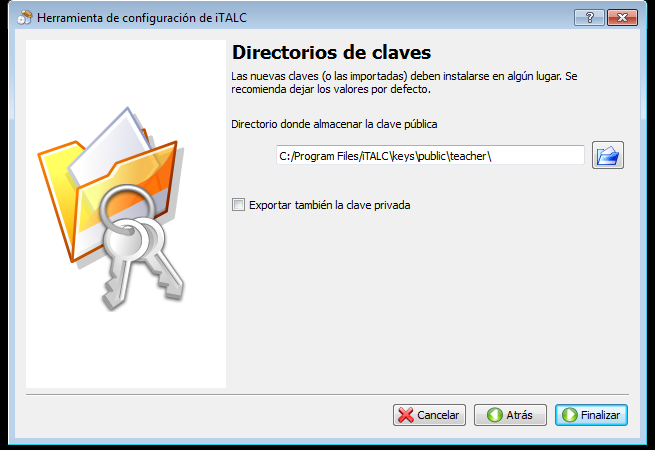 Herramienta de configuración de iTALC
Directorios de claves
Las nuevas claves (o las importadas) deben instalarse en algún lugar. Se
recomienda dejar los valores por defecto.
Directorio donde almacenar la clave pública
C:/Program Files/iTALC\keys\public\teacher\
Exportar también la clave privada
Cancelar
Atrás
Finalizar